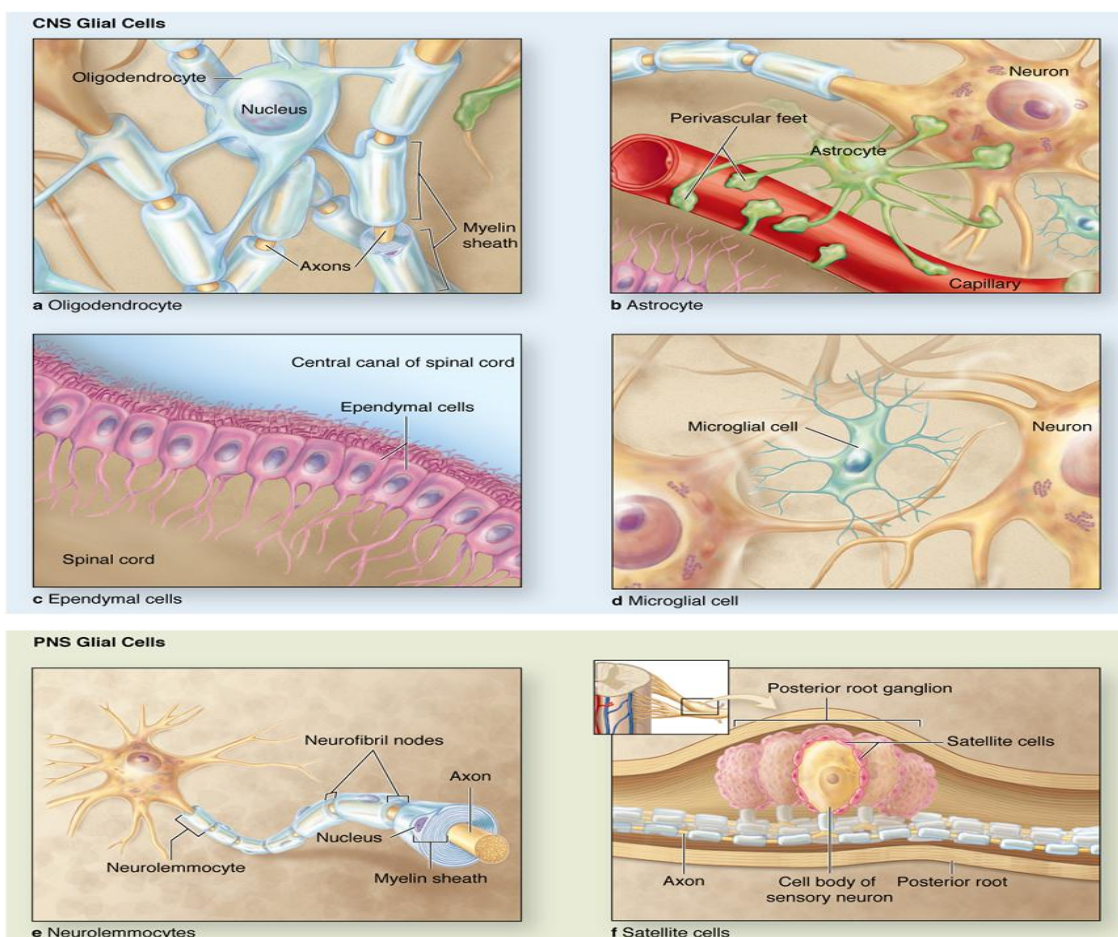 CNS Glial Cells
Oligodendrocyte
Nucleus
Axons
Myelin
sheath
a Oligodendrocyte
Neuron
Perivascular feet
Astrocyte
Capillary
b Astrocyte
Central canal of spinal cord
Ependymal cells
Spinal cord
c Ependymal cells
Microglial cell
Neuron
d Microglial cell
PNS Glial Cells
Neurofibril nodes
Axon
Nucleus
Neurolemmocyte
Myelin sheath
e Neurolemmocytes
Posterior root ganglion
Satellite cells
Axon
Cell body of
sensory neuron
Posterior root
f Satellite cells